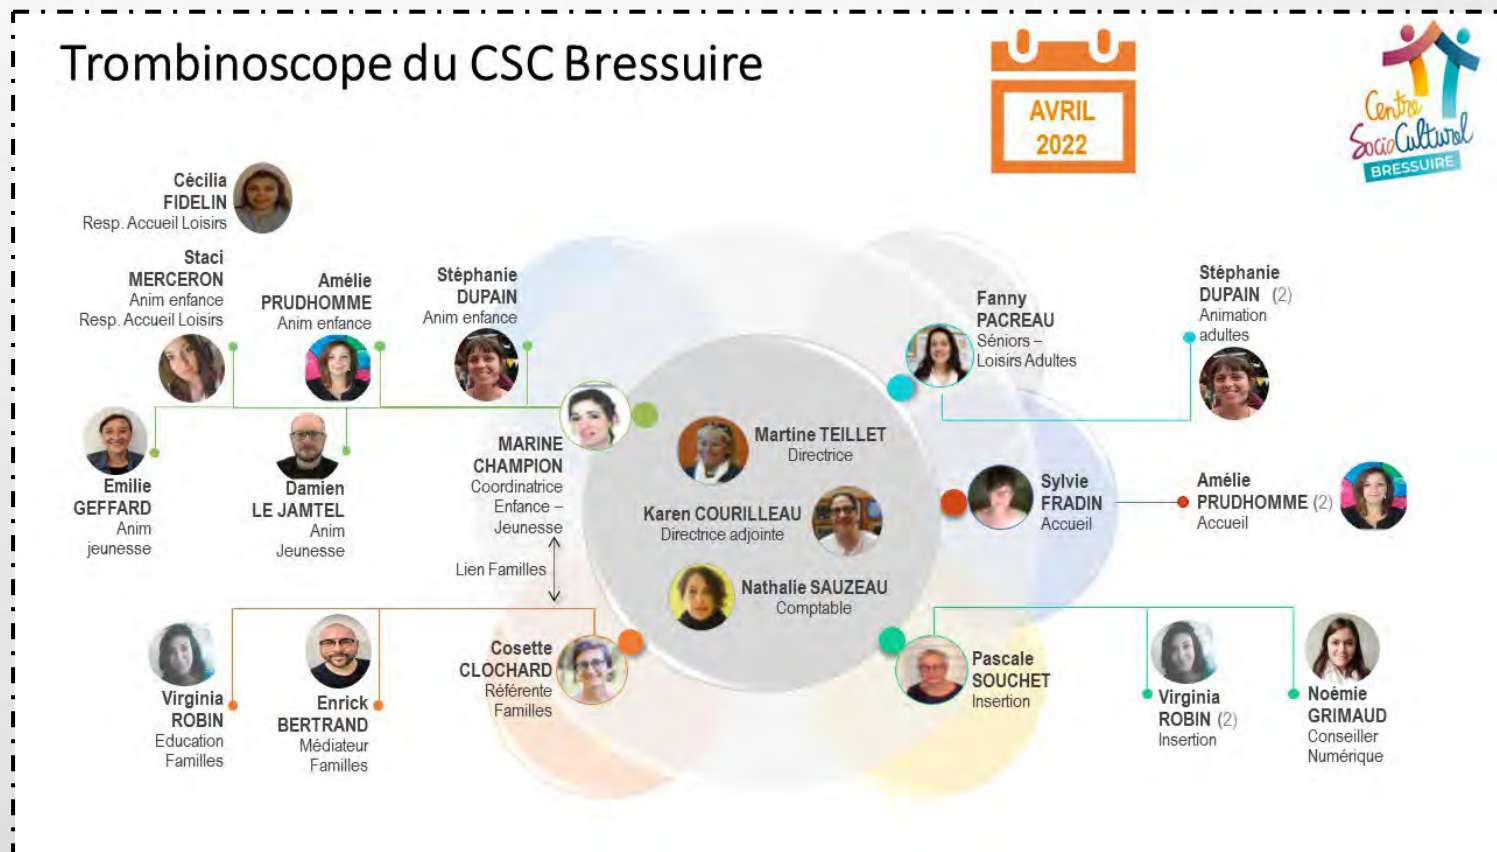 Trombinoscope du CSC Bressuire
AVRIL
2022
Centre
SocioCulturel
BRESSUIRE
Cécilia
FIDELIN
Resp. Accueil Loisirs
Staci
MERCERON
Anim enfance
Resp. Accueil Loisirs
Amélie
PRUDHOMME
Anim enfance
Stéphanie
DUPAIN
Anim enfance
Fanny
PACREAU
Séniors –
Loisirs Adultes
Stéphanie
DUPAIN (2)
Animation
adultes
Emilie
GEFFARD
Anim
jeunesse
Damien
LE JAMTEL
Anim
Jeunesse
MARINE
CHAMPION
Coordinatrice
Enfance –
Jeunesse
Martine TEILLET
Directrice
Karen COURILLEAU
Directrice adjointe
Nathalie SAUZEAU
Comptable
Sylvie
FRADIN
Accueil
Amélie
PRUDHOMME (2)
Accueil
Lien Familles
Virginia
ROBIN
Education
Familles
Enrick
BERTRAND
Médiateur
Familles
Cosette
CLOCHARD
Référente
Familles
Pascale
SOUCHET
Insertion
Virginia
ROBIN (2)
Insertion
Noémie
GRIMAUD
Conseiller
Numérique